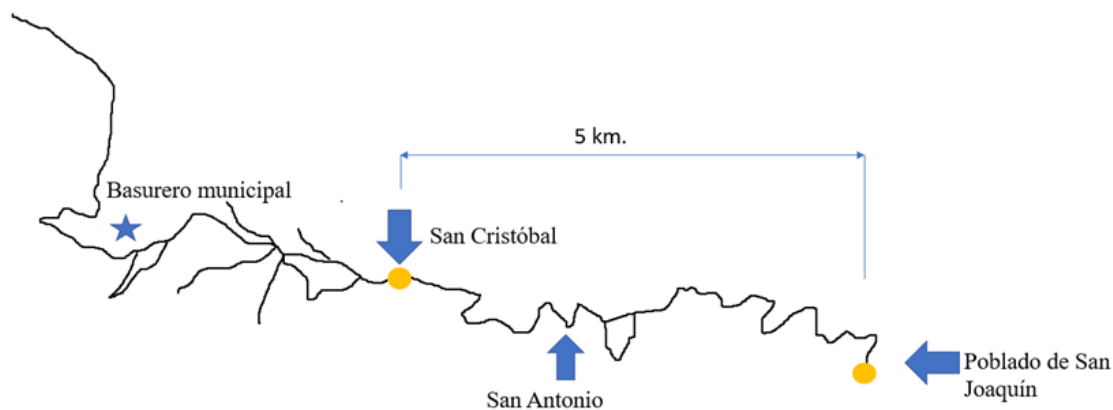 5 km.
Basurero municipal
San Cristóbal
San Antonio
Poblado de San
Joaquín